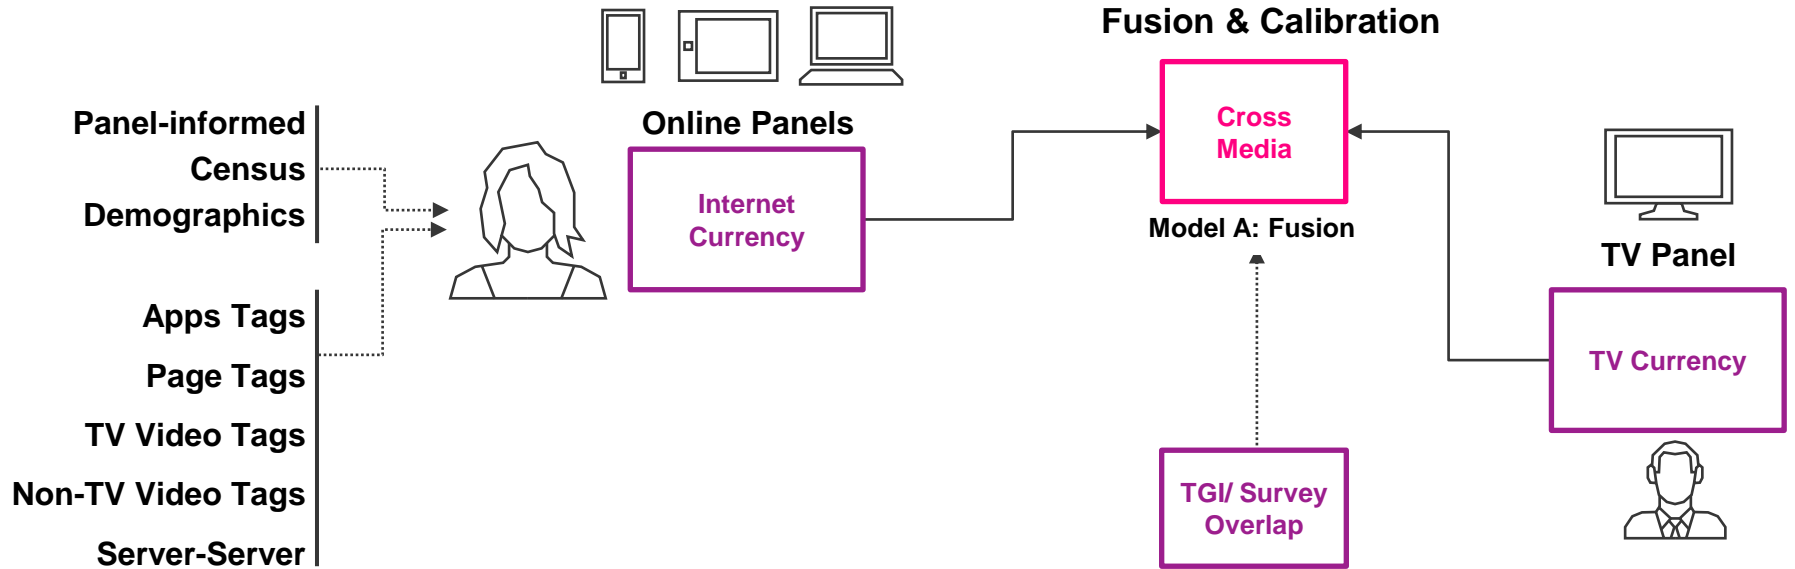 Fusion & Calibration
Panel-informed
Census
Demographics
Apps Tags
Page Tags
TV Video Tags
Non-TV Video Tags
Server-Server
Online Panels
Internet
Currency
Cross
Media
Model A: Fusion
TGI/ Survey
Overlap
TV Panel
TV Currency